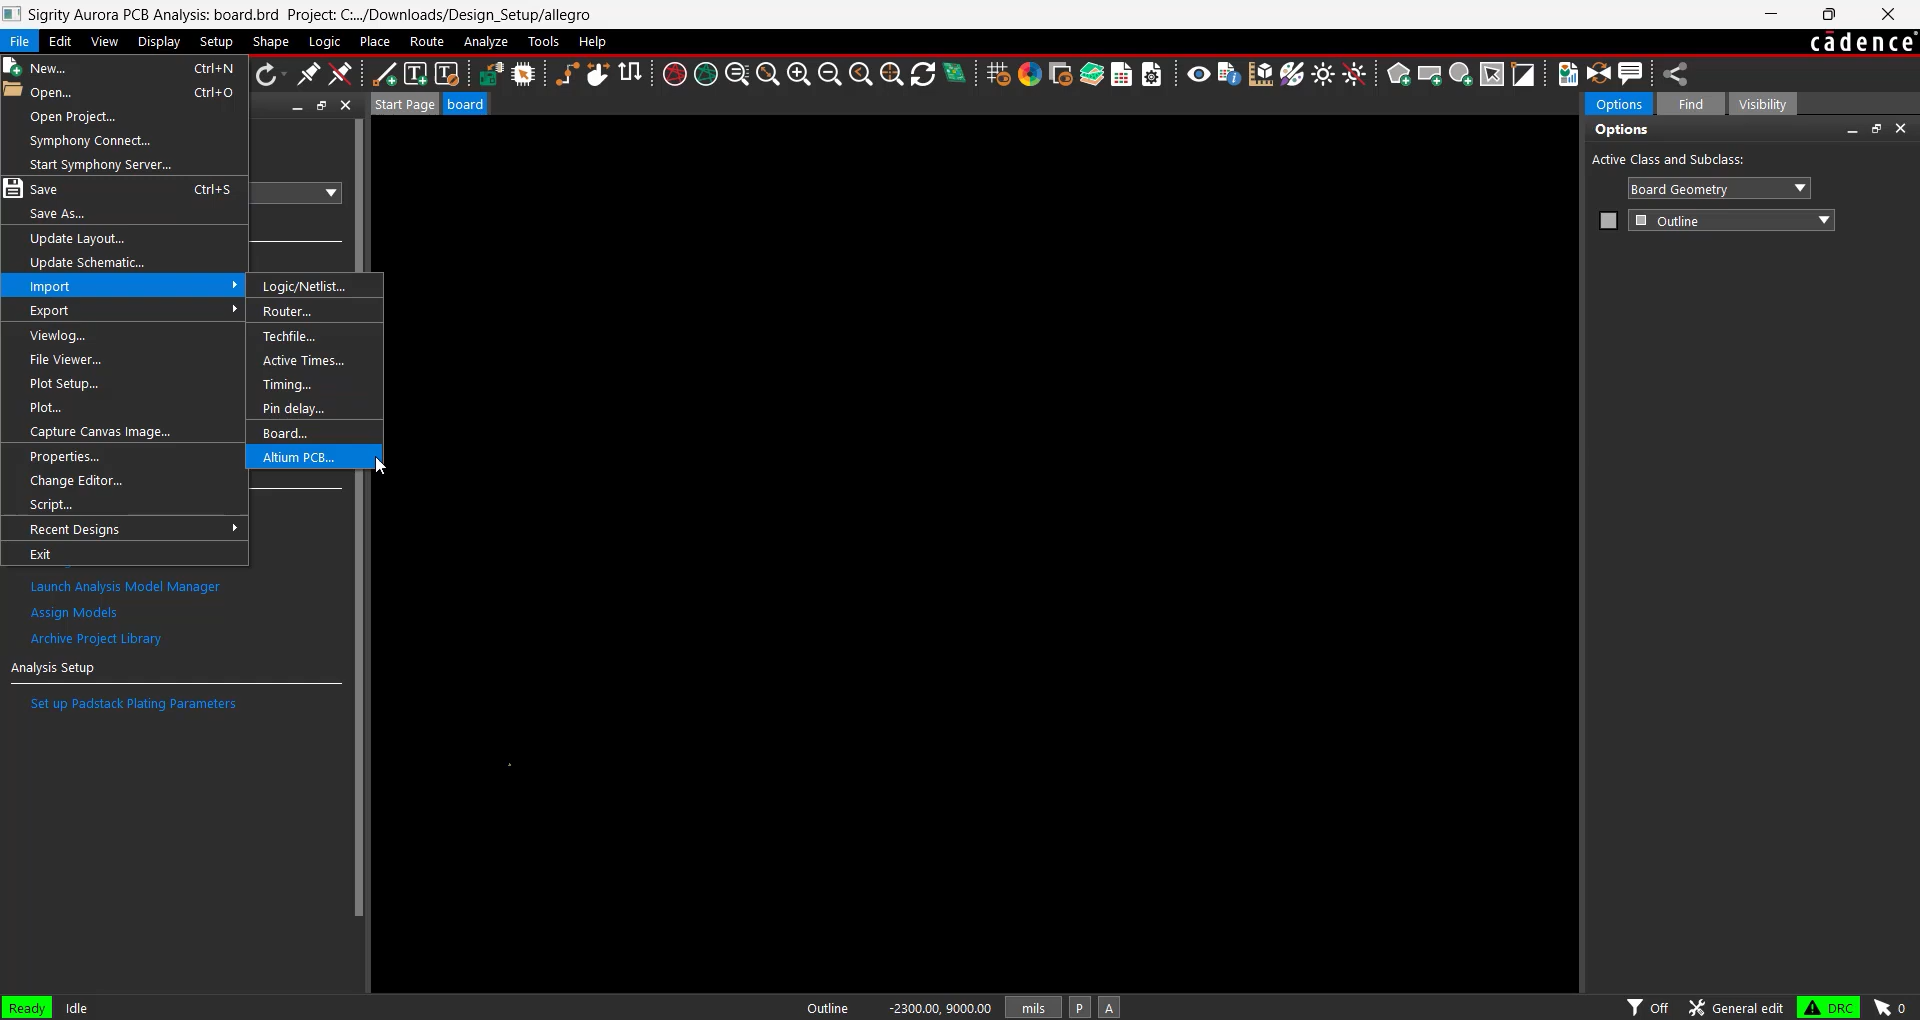 Sigrity Aurora PCB Analysis: board.brd Project: C:.../Downloads/Design_Setup/allegro
File Edit View Display Setup Shape Logic Place Route Analyze Tools Help
cādence
New... Ctrl+N
Open... Ctrl+O
Open Project...
Symphony Connect...
Start Symphony Server...
Save Ctrl+S
Save As...
Update Layout...
Update Schematic...
Import
Export
Viewlog...
File Viewer...
Plot Setup...
Plot...
Capture Canvas Image...
Properties...
Change Editor...
Script...
Recent Designs
Exit
Logic/Netlist...
Router...
Techfile...
Active Times...
Timing...
Pin delay...
Board...
Altium PCB...
Launch Analysis Model Manager
Assign Models
Archive Project Library
Analysis Setup
Set up Padstack Plating Parameters
Start Page board
Options Find Visibility
Options
Active Class and Subclass:
Board Geometry
Outline
Ready Idle Outline -2300.00, 9000.00 mils P A Off General edit DRC 0